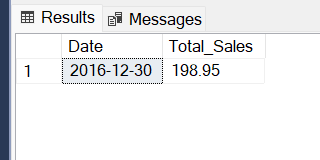 Results Messages
Date Total_Sales
1 2016-12-30 198.95